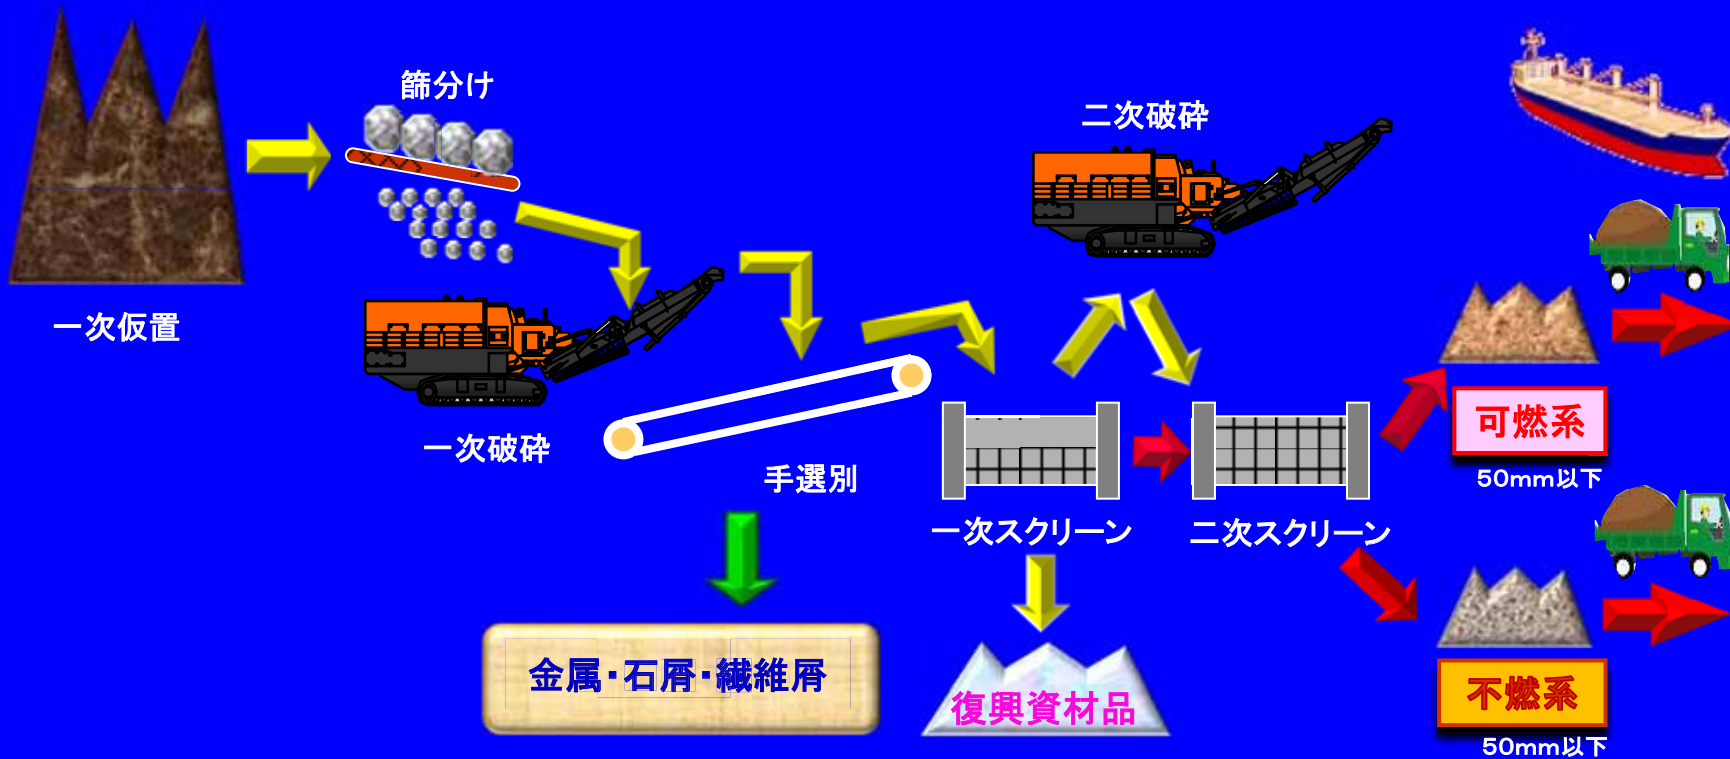 篩分け
二次破砕
一次仮置
一次破砕
手選別
一次スクリーン
二次スクリーン
可燃系
50mm以下
金属・石屑・繊維屑
復興資材品
不燃系
50mm以下